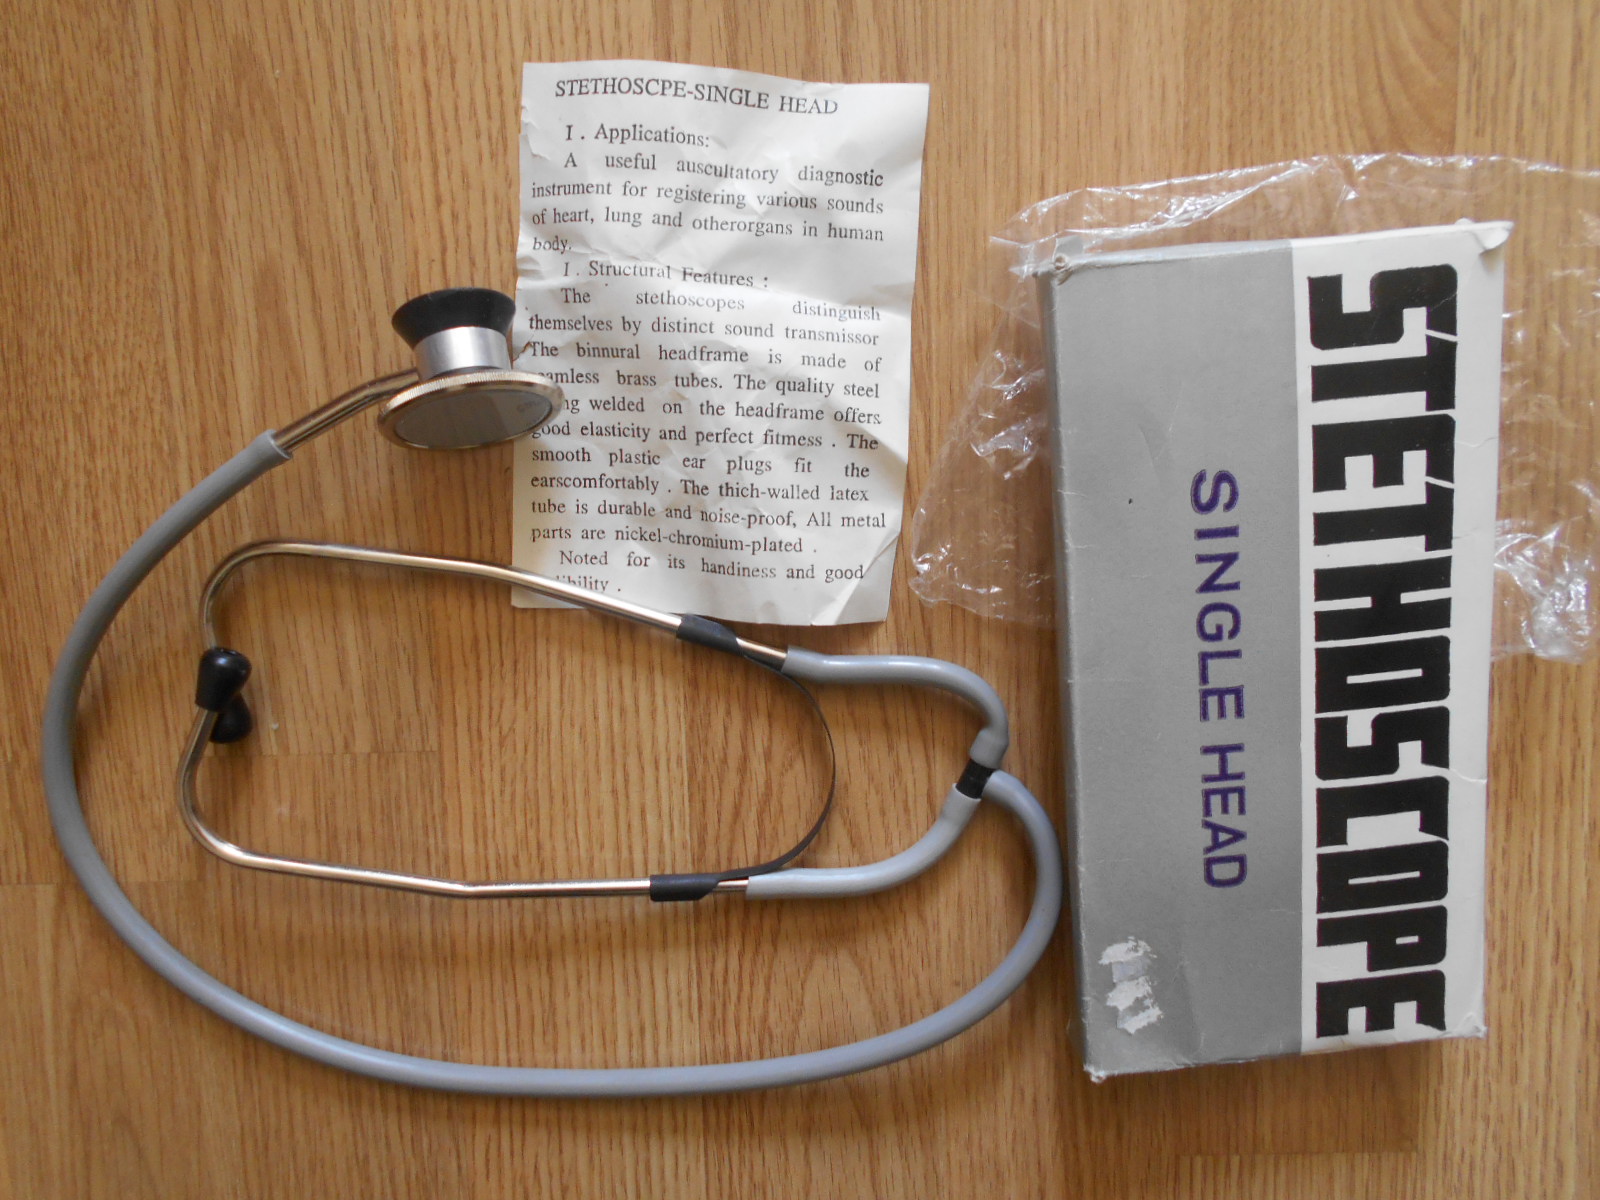 STETHOSCPE-SINGLE HEAD
I . Applications:
A useful auscultatory diagnostic
instrument for registering various sounds
of heart, lung and otherorgans in human
body.
I . Structural Features :
The stethoscopes distinguish
themselves by distinct sound transmissor
The binnural headframe is made of
brass tubes. The quality steel
welded on the headframe offers
good elasticity and perfect fitmess . The
smooth plastic ear plugs fit the
earscomfortably . The thich-walled latex
tube is durable and noise-proof, All metal
parts are nickel-chromium-plated .
Noted for its handiness and good
STETHOSCOPE
SINGLE HEAD